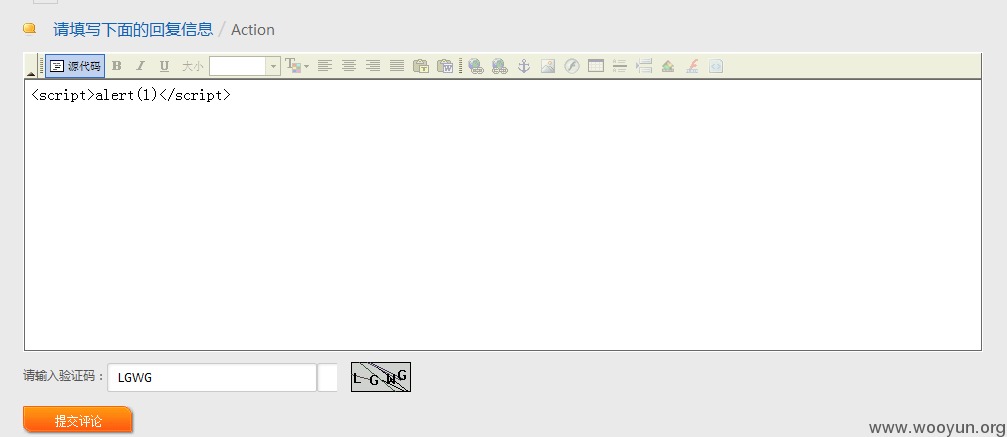 请填写下面的回复信息 / Action
源代码 B I U 大小
<script>alert(1)</script>
请输入验证码： LGWG L G W G
提交评论
www.wooyun.org